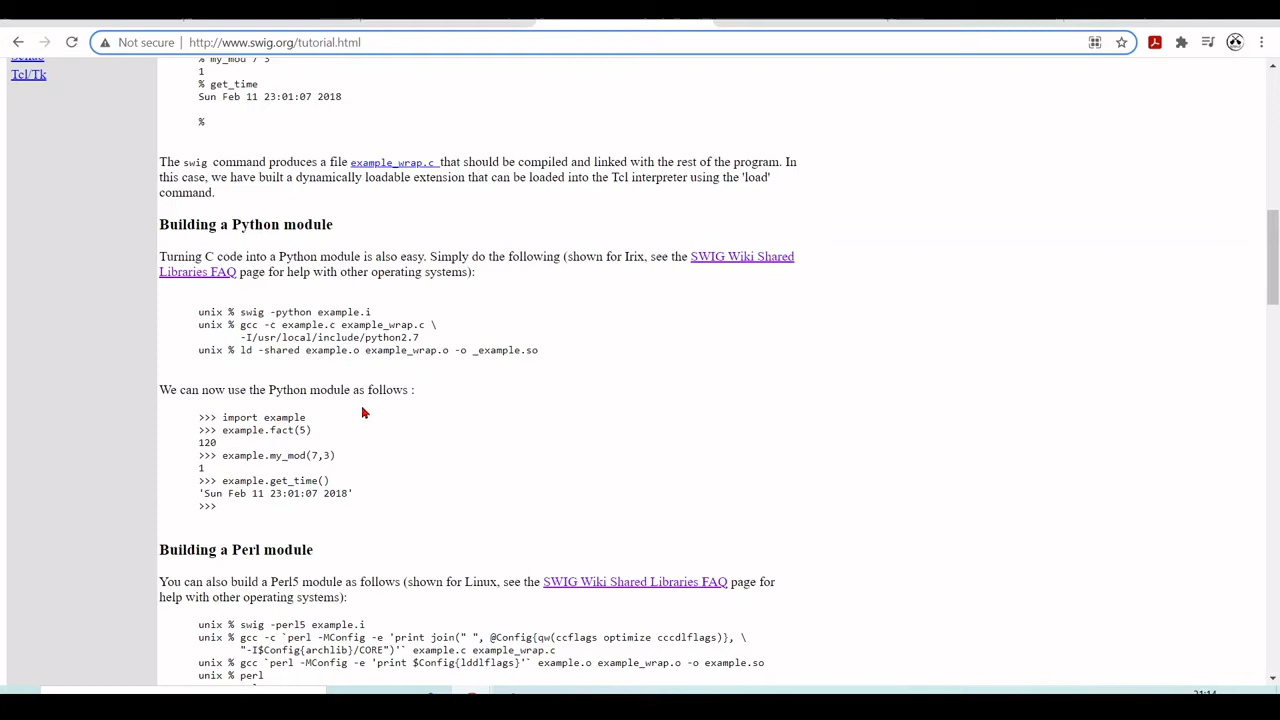 Not secure | http://www.swig.org/tutorial.html
Tcl/Tk
% my_mod 7 3
1
% get_time
Sun Feb 11 23:01:07 2018
%
The swig command produces a file example_wrap.c that should be compiled and linked with the rest of the program. In
this case, we have built a dynamically loadable extension that can be loaded into the Tcl interpreter using the 'load'
command.
Building a Python module
Turning C code into a Python module is also easy. Simply do the following (shown for Irix, see the SWIG Wiki Shared
Libraries FAQ page for help with other operating systems):
unix % swig -python example.i
unix % gcc -c example.c example_wrap.c \
-I/usr/local/include/python2.7
unix % ld -shared example.o example_wrap.o -o _example.so
We can now use the Python module as follows :
>>> import example
>>> example.fact(5)
120
>>> example.my_mod(7,3)
1
>>> example.get_time()
'Sun Feb 11 23:01:07 2018'
>>>
Building a Perl module
You can also build a Perl5 module as follows (shown for Linux, see the SWIG Wiki Shared Libraries FAQ page for
help with other operating systems):
unix % swig -perl5 example.i
unix % gcc -c `perl -MConfig -e 'print join(" ", @Config{qw(ccflags optimize cccdlflags)}, \
"-I$Config{archlib}/CORE")'` example.c example_wrap.c
unix % gcc `perl -MConfig -e 'print $Config{lddlflags}'` example.o example_wrap.o -o example.so
unix % perl